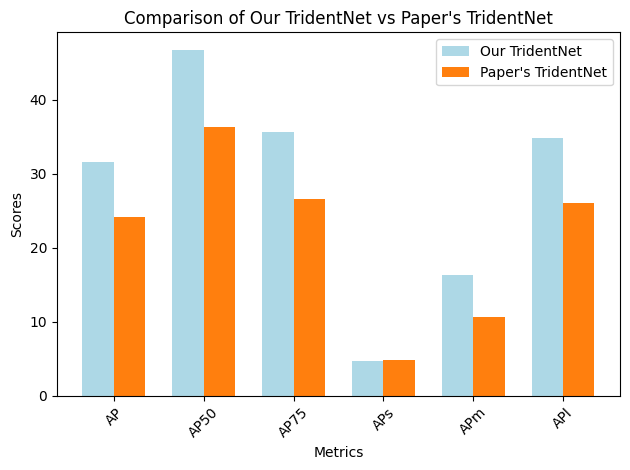 Comparison of Our TridentNet vs Paper's TridentNet
Our TridentNet
Paper's TridentNet
Scores
40
30
20
10
0
AP
AP50
AP75
APs
APm
APl
Metrics